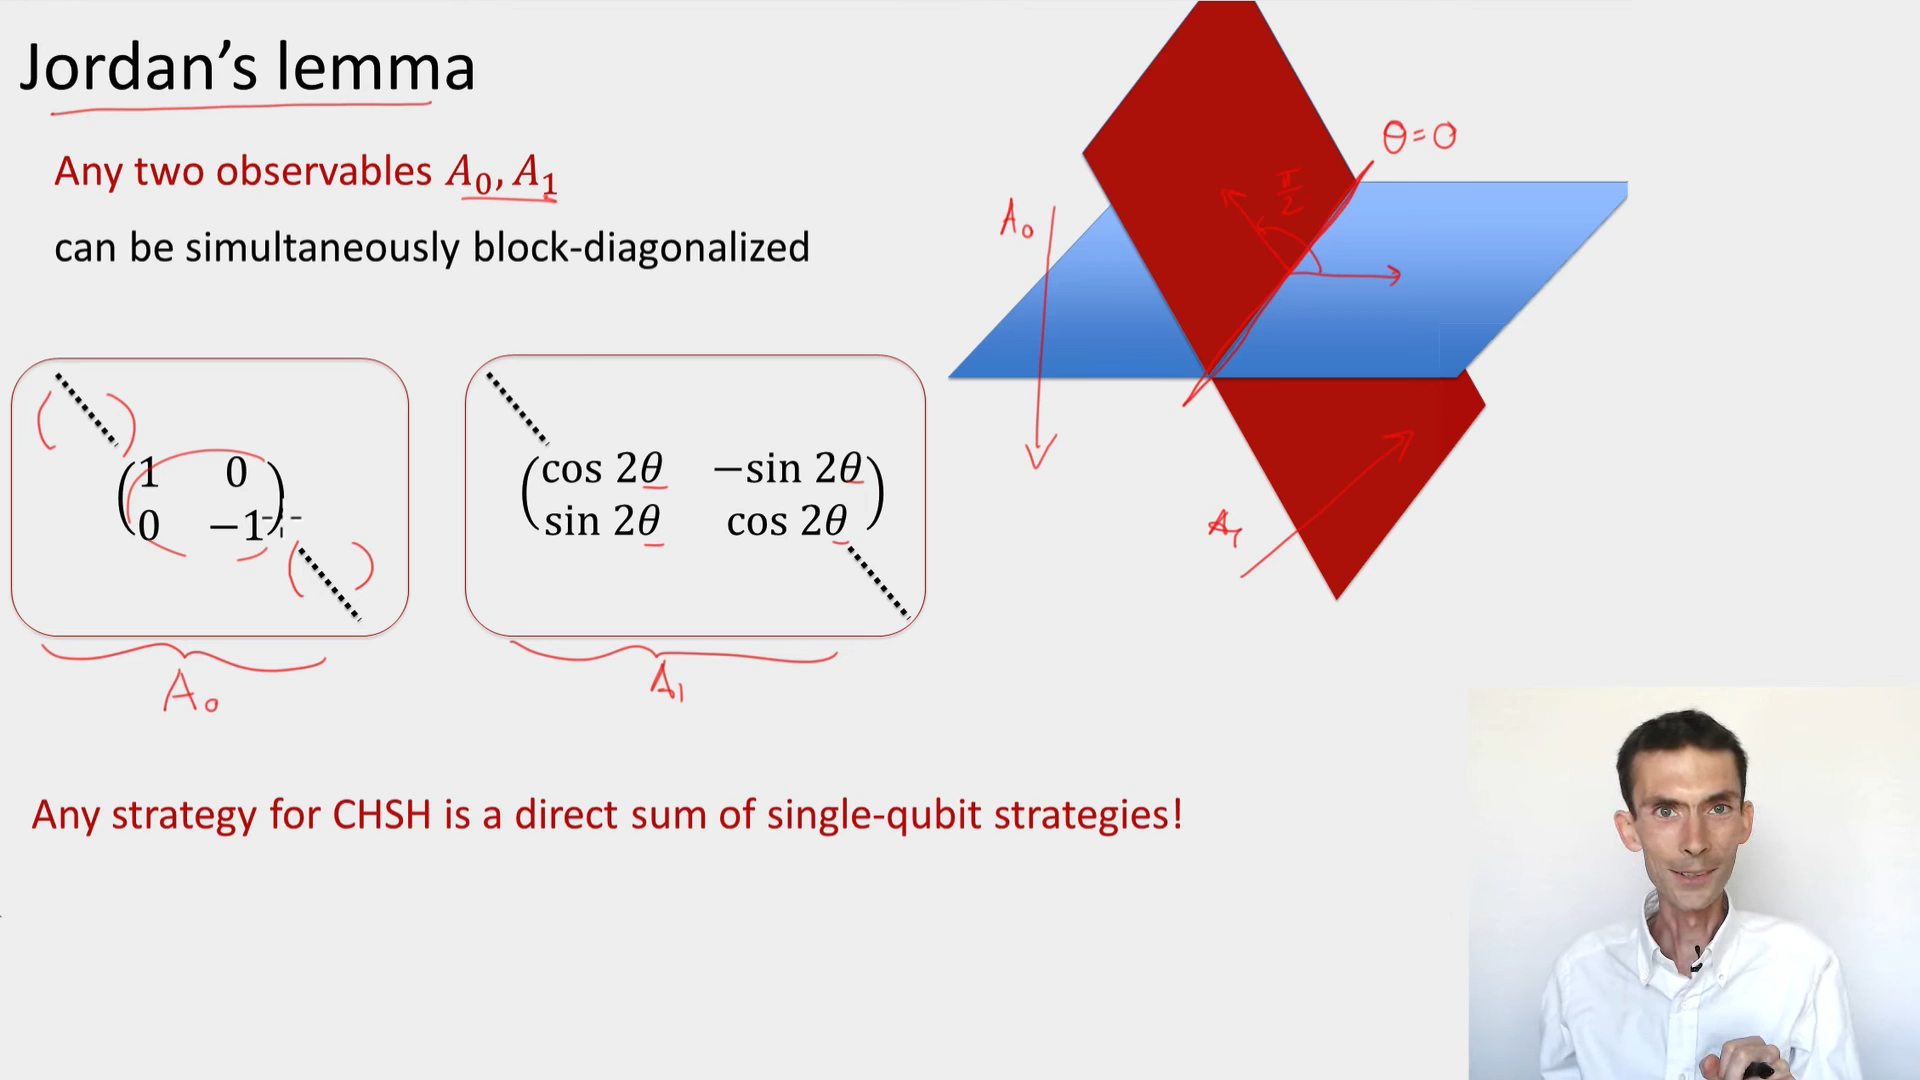 Jordan's lemma
Any two observables A₀, A₁
can be simultaneously block-diagonalized
(1 0
0 −1)
A₀
(cos 2θ −sin 2θ
sin 2θ cos 2θ)
A₁
θ=0
π/2
A₀
A₁
Any strategy for CHSH is a direct sum of single-qubit strategies!